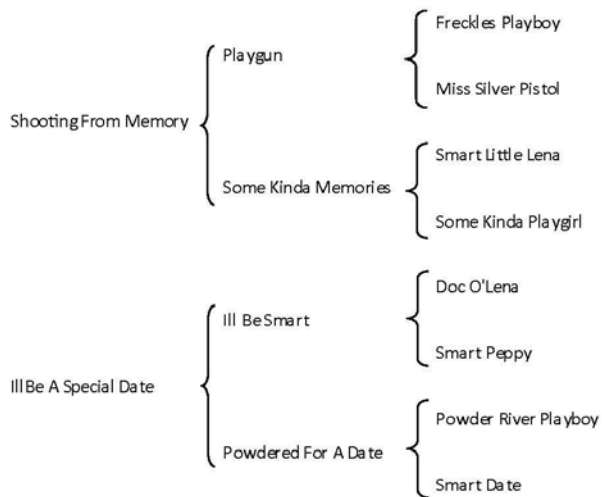 Freckles Playboy
Playgun
Miss Silver Pistol
Shooting From Memory
Smart Little Lena
Some Kinda Memories
Some Kinda Playgirl
Doc O'Lena
Ill Be Smart
Smart Peppy
Ill Be A Special Date
Powder River Playboy
Powdered For A Date
Smart Date